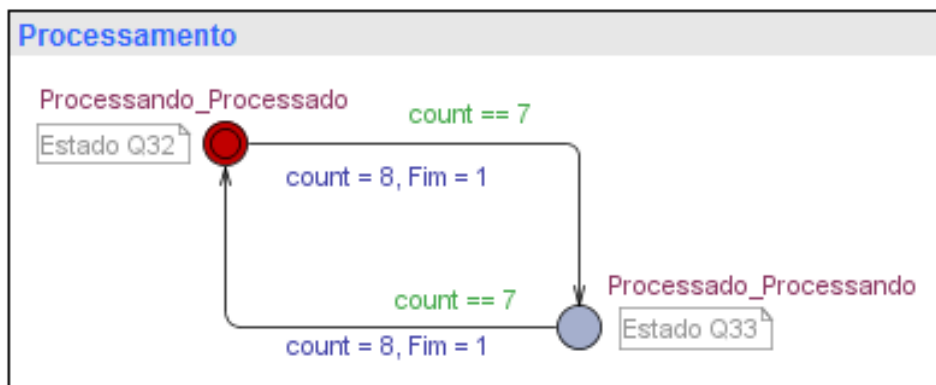 Processamento
Processando_Processado
count == 7
Estado Q32
count = 8, Fim = 1
Processado_Processando
count == 7
Estado Q33
count = 8, Fim = 1